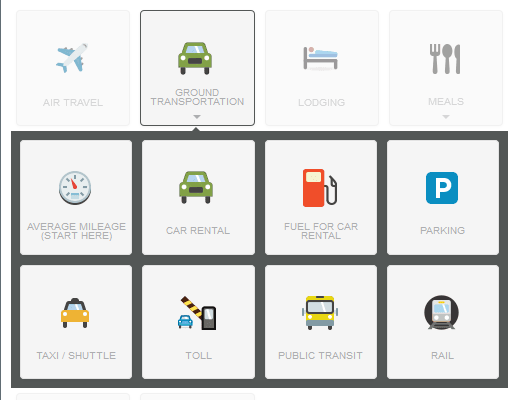 AIR TRAVEL
GROUND
TRANSPORTATION
LODGING
MEALS
AVERAGE MILEAGE
(START HERE)
CAR RENTAL
FUEL FOR CAR
RENTAL
P
PARKING
TAXI / SHUTTLE
TOLL
PUBLIC TRANSIT
RAIL